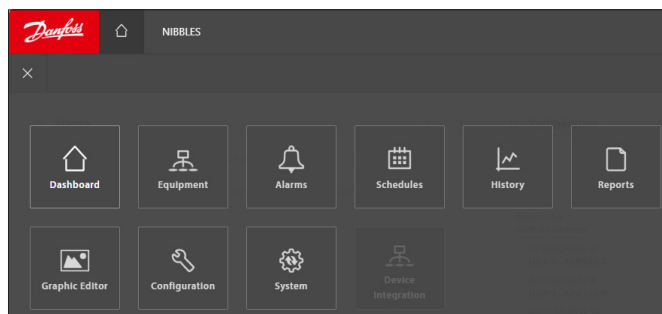 Danfoss
NIBBLES
Dashboard
Equipment
Alarms
Schedules
History
Reports
Graphic Editor
Configuration
System
Device
Integration